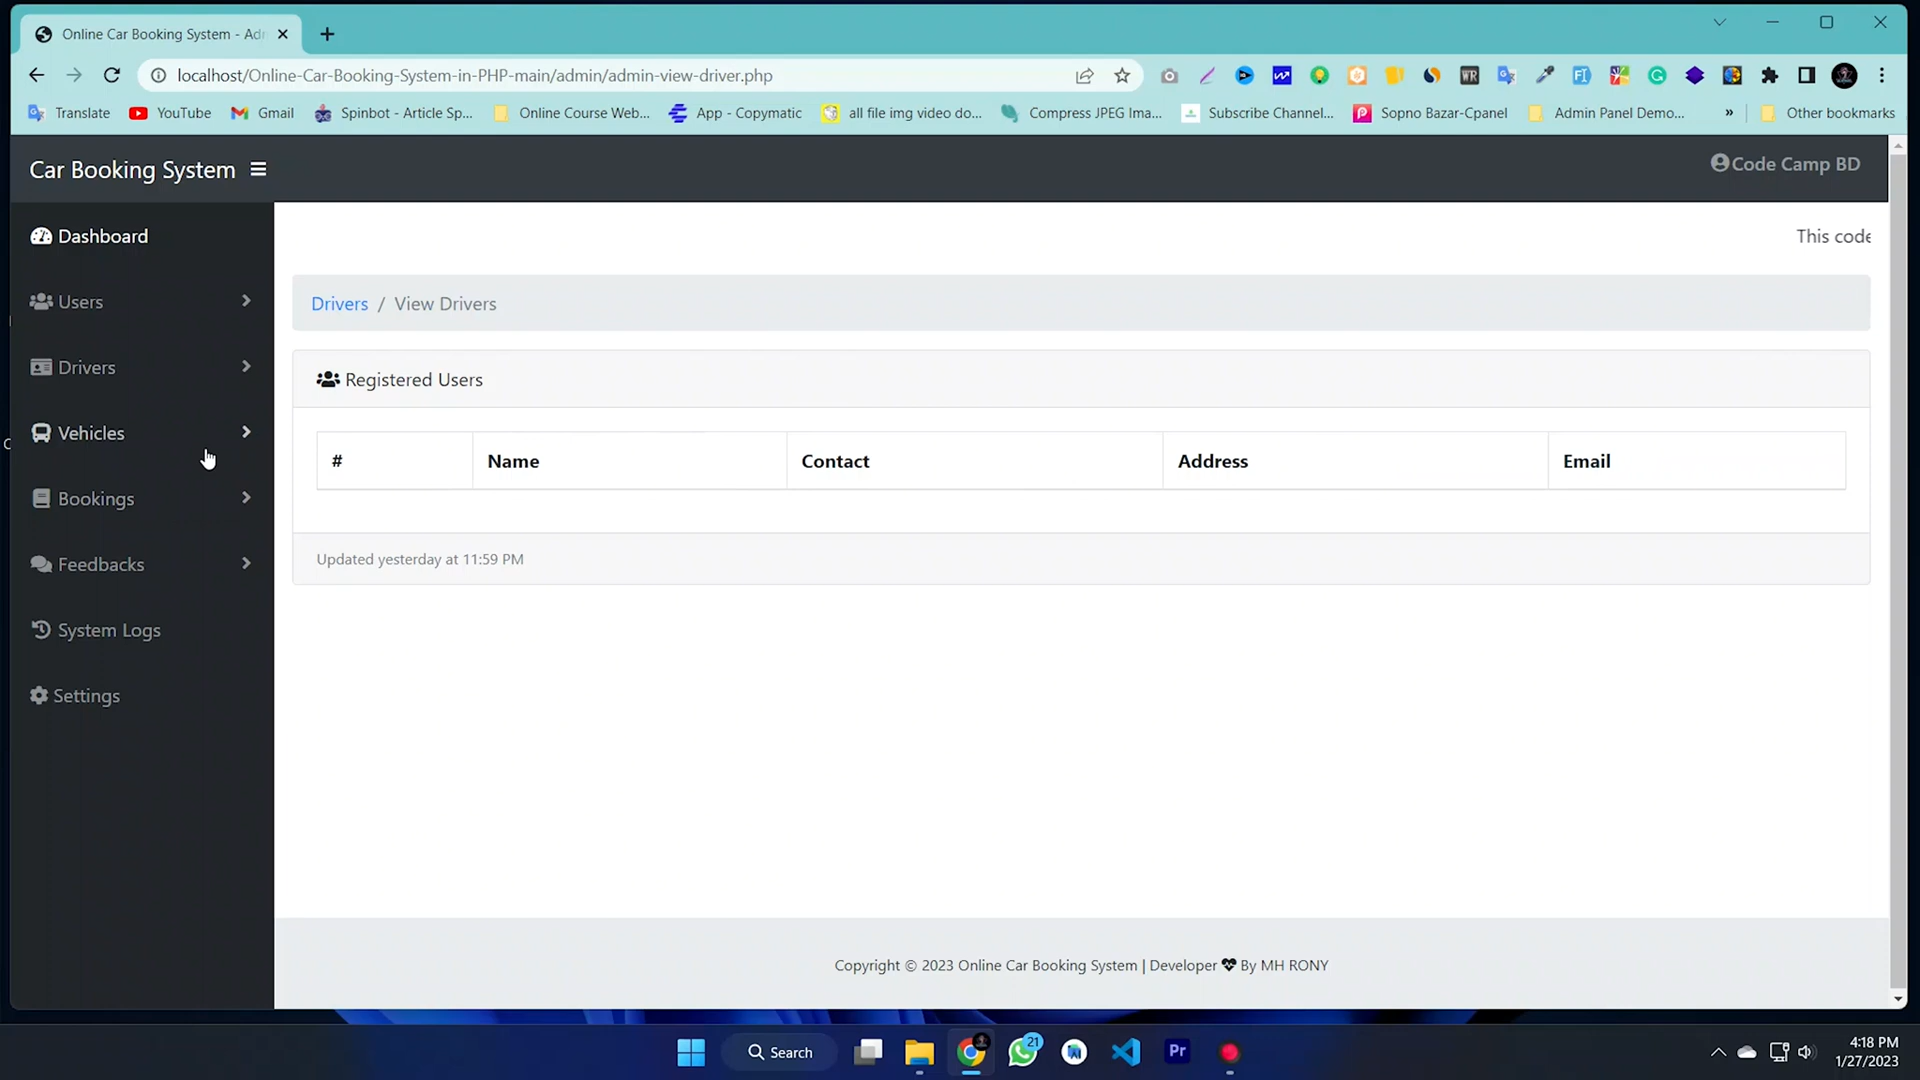 Online Car Booking System - Ad
localhost/Online-Car-Booking-System-in-PHP-main/admin/admin-view-driver.php
Translate YouTube Gmail Spinbot - Article Sp... Online Course Web... App - Copymatic all file img video do... Compress JPEG Ima... Subscribe Channel... Sopno Bazar-Cpanel Admin Panel Demo... » Other bookmarks
Car Booking System
Code Camp BD
Dashboard
This code
Users
Drivers / View Drivers
Drivers
Registered Users
Vehicles
# Name Contact Address Email
Bookings
Feedbacks
Updated yesterday at 11:59 PM
System Logs
Settings
Copyright © 2023 Online Car Booking System | Developer By MH RONY
Search
21
Pr
4:18 PM
1/27/2023